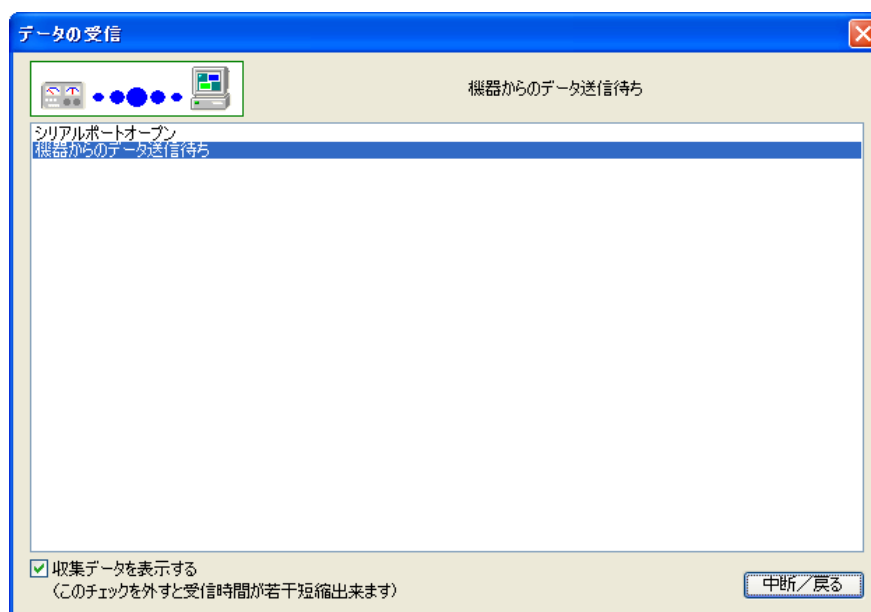 データの受信
機器からのデータ送信待ち
シリアルポートオープン
機器からのデータ送信待ち
収集データを表示する
(このチェックを外すと受信時間が若干短縮出来ます)
中断／戻る